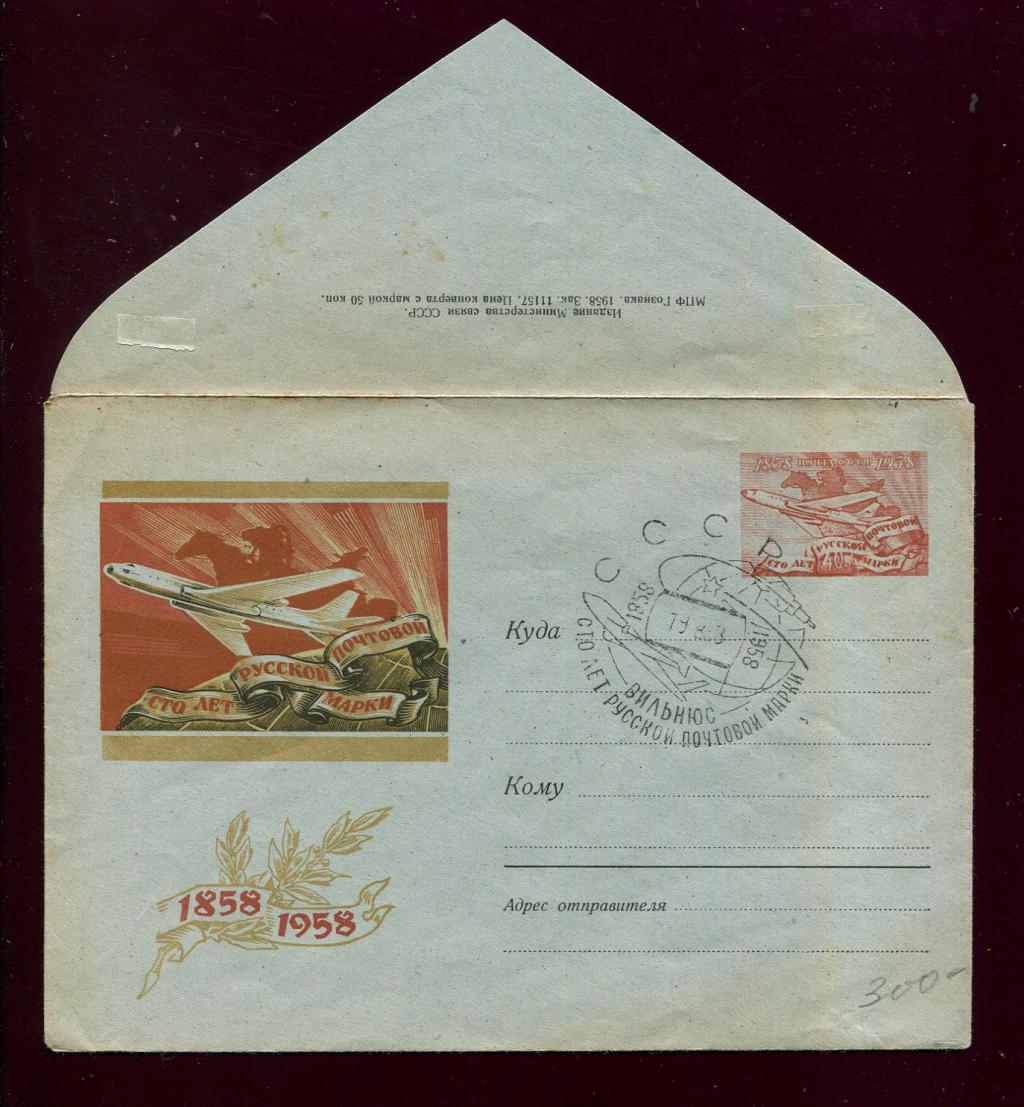 Издание Министерства связи СССР.
МПФ Гознака. 1958. Зак. 11157. Цена конверта с маркой 50 коп.
1858 ПОЧТА СССР 1958
СТО ЛЕТ РУССКОЙ ПОЧТОВОЙ МАРКИ
40 К
СТО ЛЕТ РУССКОЙ ПОЧТОВОЙ МАРКИ
СССР
1858
1958
ВИЛЬНЮС
СТО ЛЕТ РУССКОЙ ПОЧТОВОЙ МАРКИ
Куда
Кому
1858
1958
Адрес отправителя
300-